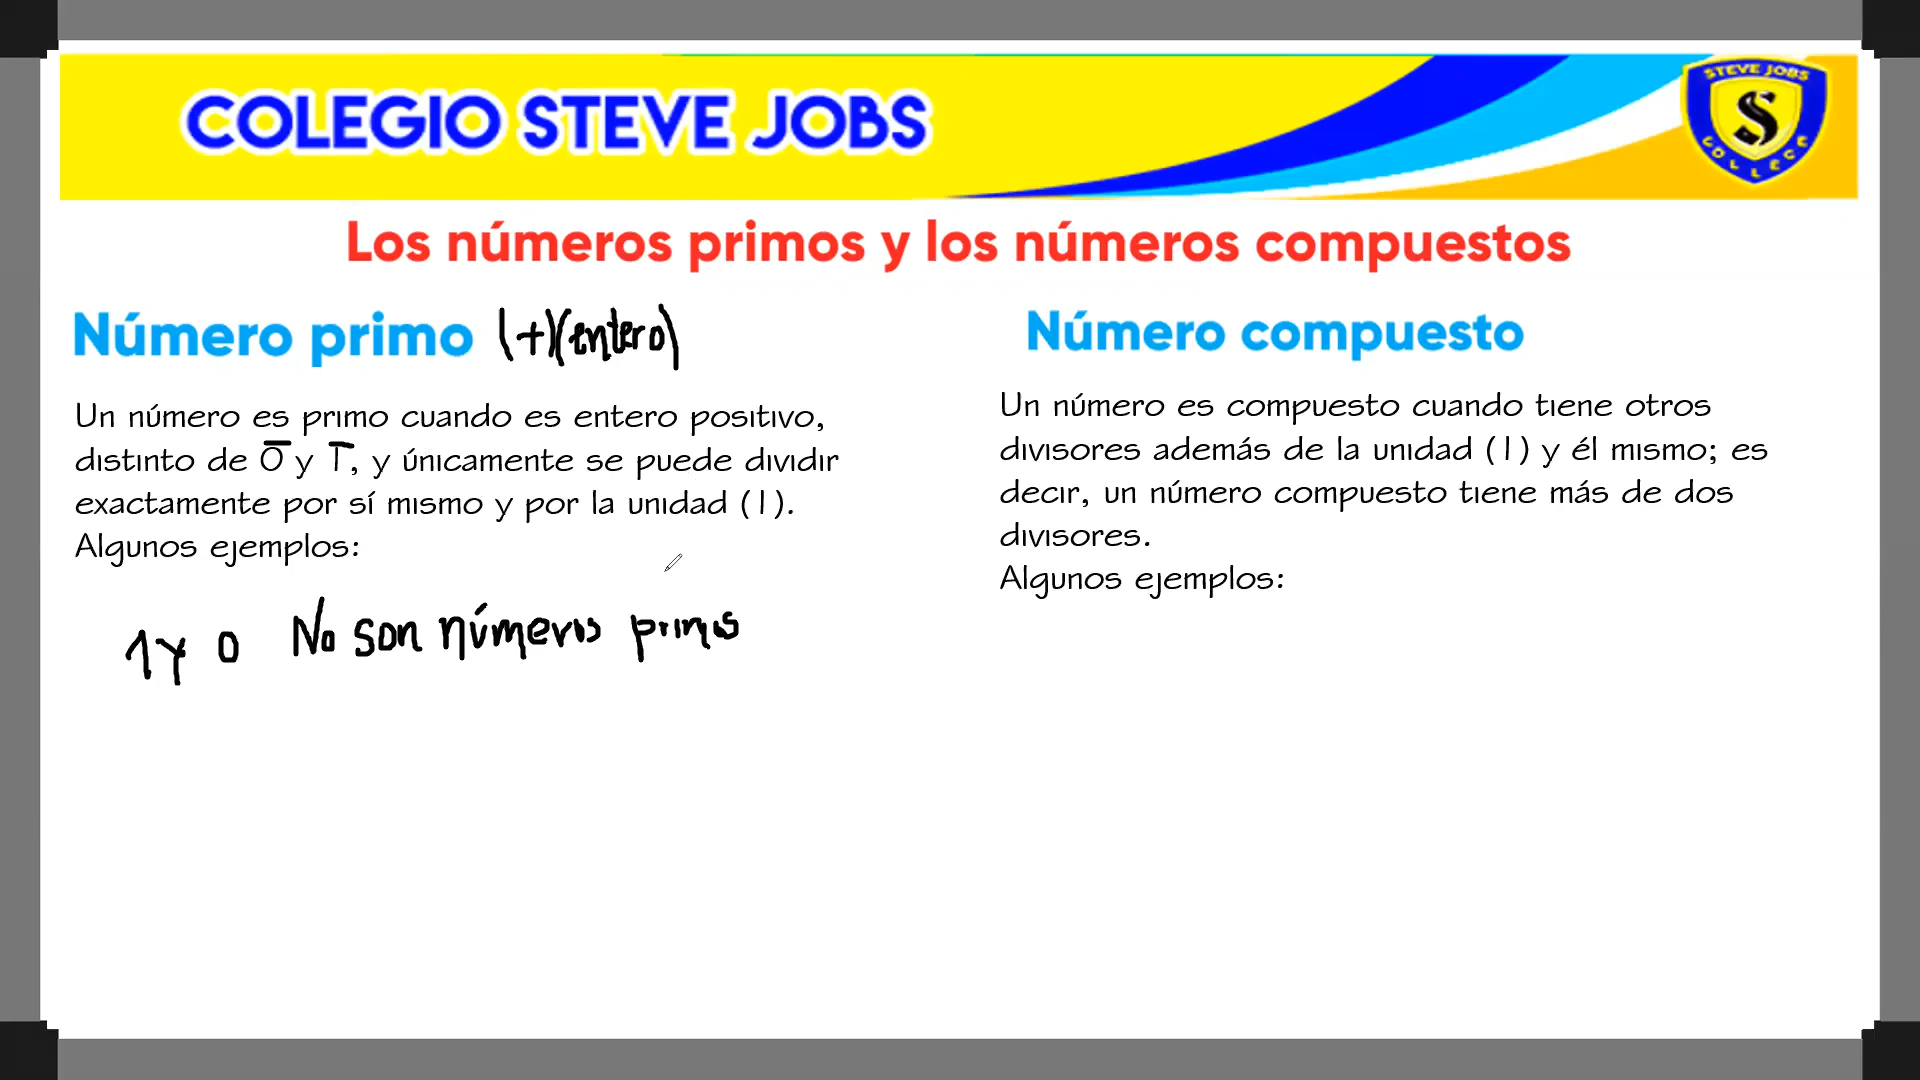 COLEGIO STEVE JOBS
STEVE JOBS
S
COLLEGE
Los números primos y los números compuestos
Número primo (+)(entero)
Un número es primo cuando es entero positivo,
distinto de 0 y 1, y únicamente se puede dividir
exactamente por sí mismo y por la unidad (1).
Algunos ejemplos:
1 y 0 No son números primos
Número compuesto
Un número es compuesto cuando tiene otros
divisores además de la unidad (1) y él mismo; es
decir, un número compuesto tiene más de dos
divisores.
Algunos ejemplos: